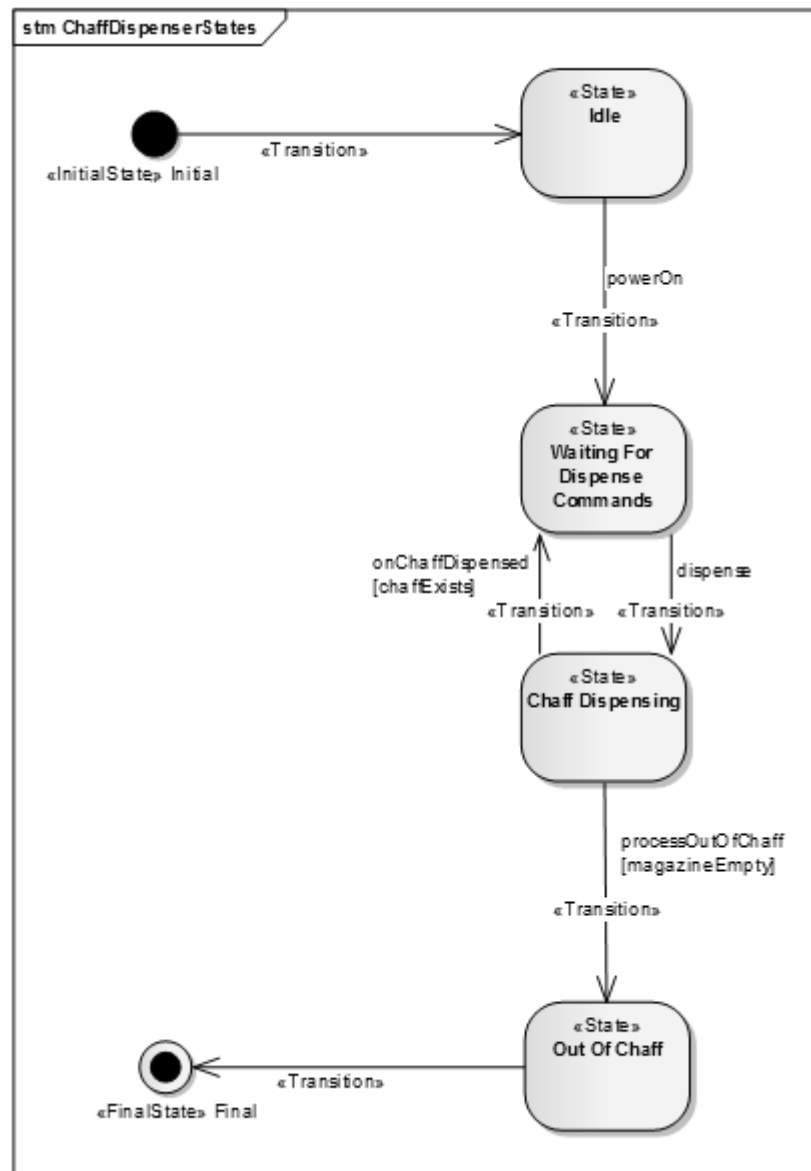 stm ChaffDispenserStates
«State»
Idle
«Transition»
«InitialState» Initial
powerOn
«Transition»
«State»
Waiting For
Dispense
Commands
onChaffDispensed
[chaffExists]
dispense
«Transition»
«Transition»
«State»
Chaff Dispensing
processOutOfChaff
[magazineEmpty]
«Transition»
«State»
Out Of Chaff
«Transition»
«FinalState» Final